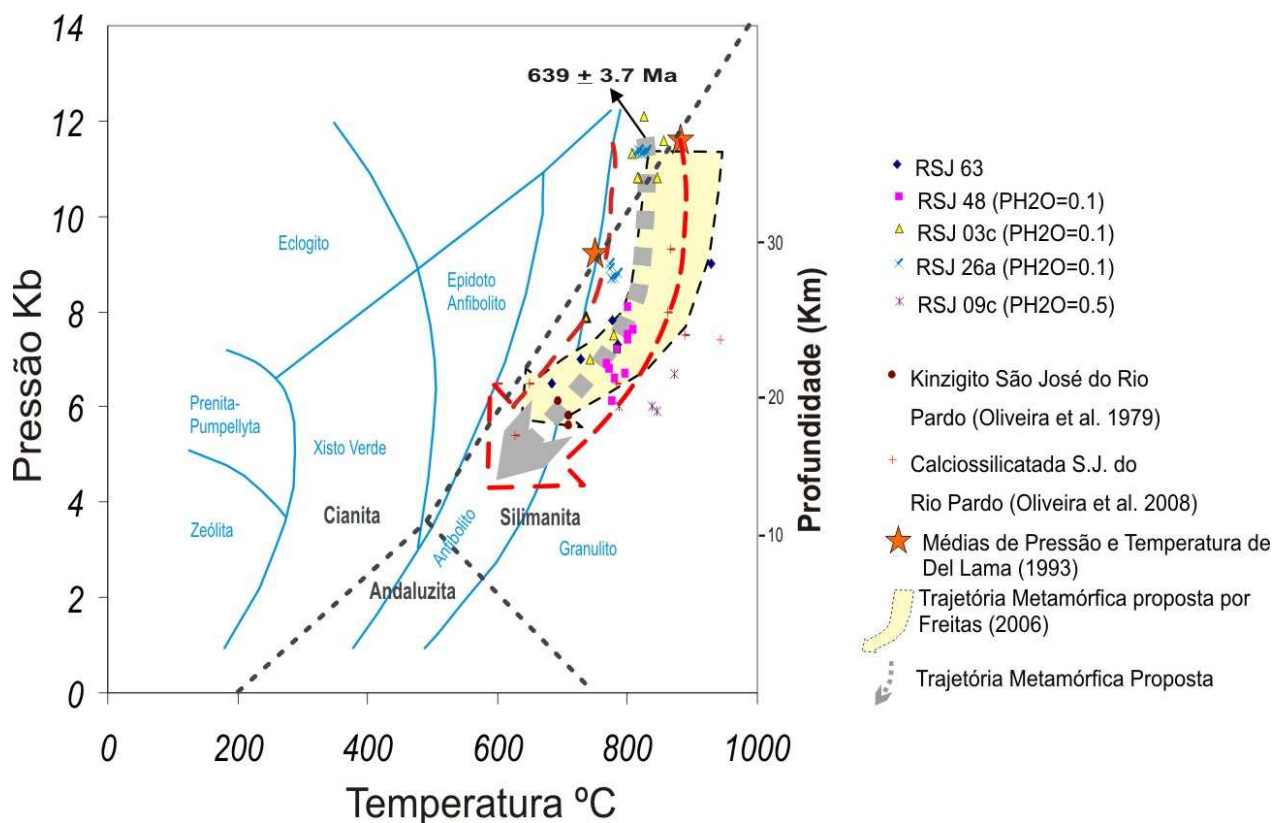 14
12
10
8
6
4
2
0
Pressão Kb
0
200
400
600
800
1000
Temperatura ºC
30
20
10
Profundidade (Km)
639 ± 3.7 Ma
Eclogito
Epidoto
Anfibolito
Prenita-
Pumpellyta
Xisto Verde
Zeólita
Cianita
Silimanita
Anfibolito
Granulito
Andaluzita
RSJ 63
RSJ 48 (PH2O=0.1)
RSJ 03c (PH2O=0.1)
RSJ 26a (PH2O=0.1)
RSJ 09c (PH2O=0.5)
Kinzigito São José do Rio
Pardo (Oliveira et al. 1979)
Calciossilicatada S.J. do
Rio Pardo (Oliveira et al. 2008)
Médias de Pressão e Temperatura de
Del Lama (1993)
Trajetória Metamórfica proposta por
Freitas (2006)
Trajetória Metamórfica Proposta